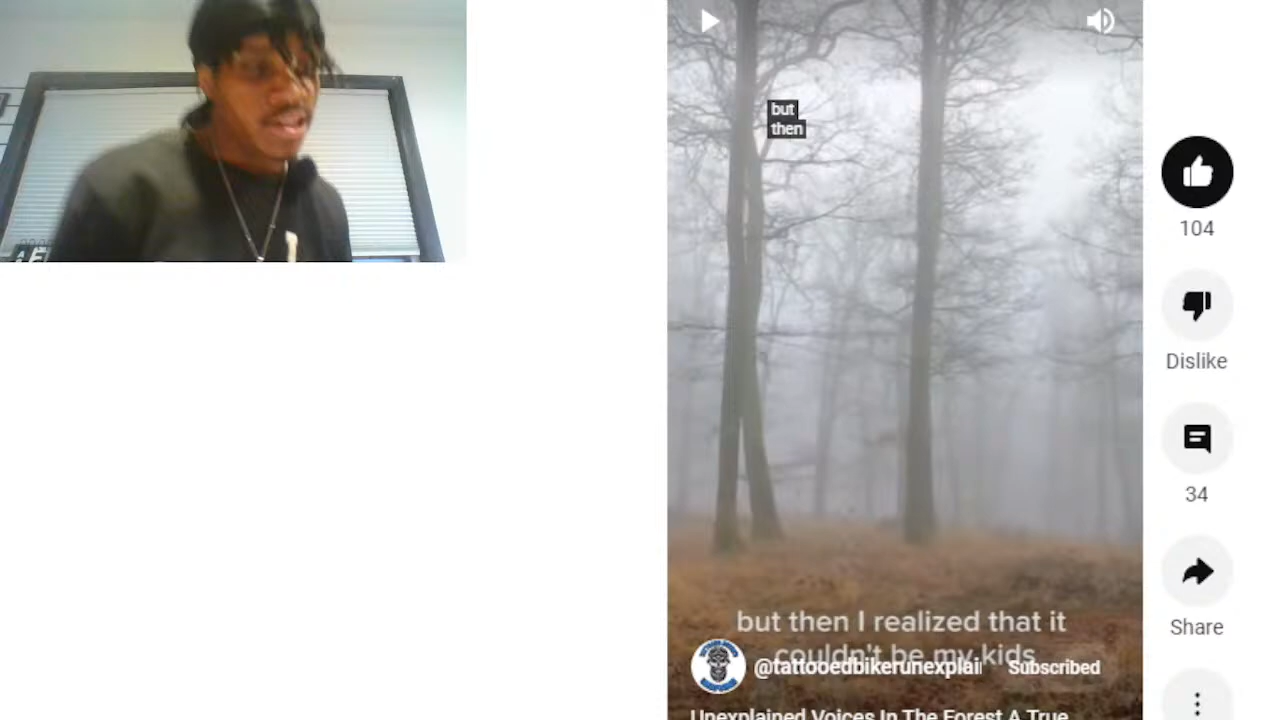 but
then
104
Dislike
34
but then I realized that it
couldn't be my kids
@tattooedbikerunexplai
Subscribed
Share
Unexplained Voices In The Forest A True